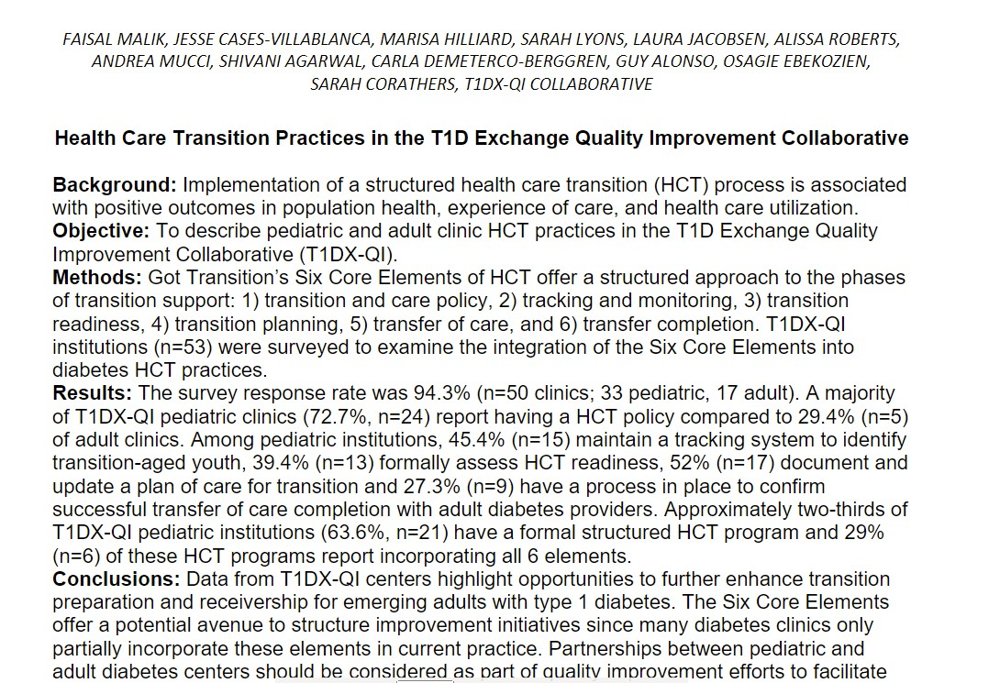 FAISAL MALIK, JESSE CASES-VILLABLANCA, MARISA HILLIARD, SARAH LYONS, LAURA JACOBSEN, ALISSA ROBERTS,
ANDREA MUCCI, SHIVANI AGARWAL, CARLA DEMETERCO-BERGGREN, GUY ALONSO, OSAGIE EBEKOZIEN,
SARAH CORATHERS, T1DX-QI COLLABORATIVE
Health Care Transition Practices in the T1D Exchange Quality Improvement Collaborative
Background: Implementation of a structured health care transition (HCT) process is associated
with positive outcomes in population health, experience of care, and health care utilization.
Objective: To describe pediatric and adult clinic HCT practices in the T1D Exchange Quality
Improvement Collaborative (T1DX-QI).
Methods: Got Transition's Six Core Elements of HCT offer a structured approach to the phases
of transition support: 1) transition and care policy, 2) tracking and monitoring, 3) transition
readiness, 4) transition planning, 5) transfer of care, and 6) transfer completion. T1DX-QI
institutions (n=53) were surveyed to examine the integration of the Six Core Elements into
diabetes HCT practices.
Results: The survey response rate was 94.3% (n=50 clinics; 33 pediatric, 17 adult). A majority
of T1DX-QI pediatric clinics (72.7%, n=24) report having a HCT policy compared to 29.4% (n=5)
of adult clinics. Among pediatric institutions, 45.4% (n=15) maintain a tracking system to identify
transition-aged youth, 39.4% (n=13) formally assess HCT readiness, 52% (n=17) document and
update a plan of care for transition and 27.3% (n=9) have a process in place to confirm
successful transfer of care completion with adult diabetes providers. Approximately two-thirds of
T1DX-QI pediatric institutions (63.6%, n=21) have a formal structured HCT program and 29%
(n=6) of these HCT programs report incorporating all 6 elements.
Conclusions: Data from T1DX-QI centers highlight opportunities to further enhance transition
preparation and receivership for emerging adults with type 1 diabetes. The Six Core Elements
offer a potential avenue to structure improvement initiatives since many diabetes clinics only
partially incorporate these elements in current practice. Partnerships between pediatric and
adult diabetes centers should be considered as part of quality improvement efforts to facilitate